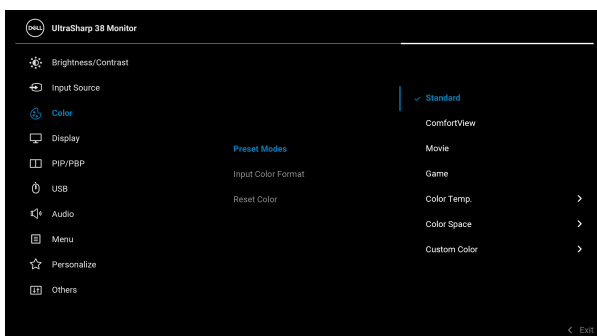 DELL UltraSharp 38 Monitor
Brightness/Contrast
Input Source
Color
Display
PIP/PBP
USB
Audio
Menu
Personalize
Others
Preset Modes
Input Color Format
Reset Color
Standard
ComfortView
Movie
Game
Color Temp.
Color Space
Custom Color
Exit